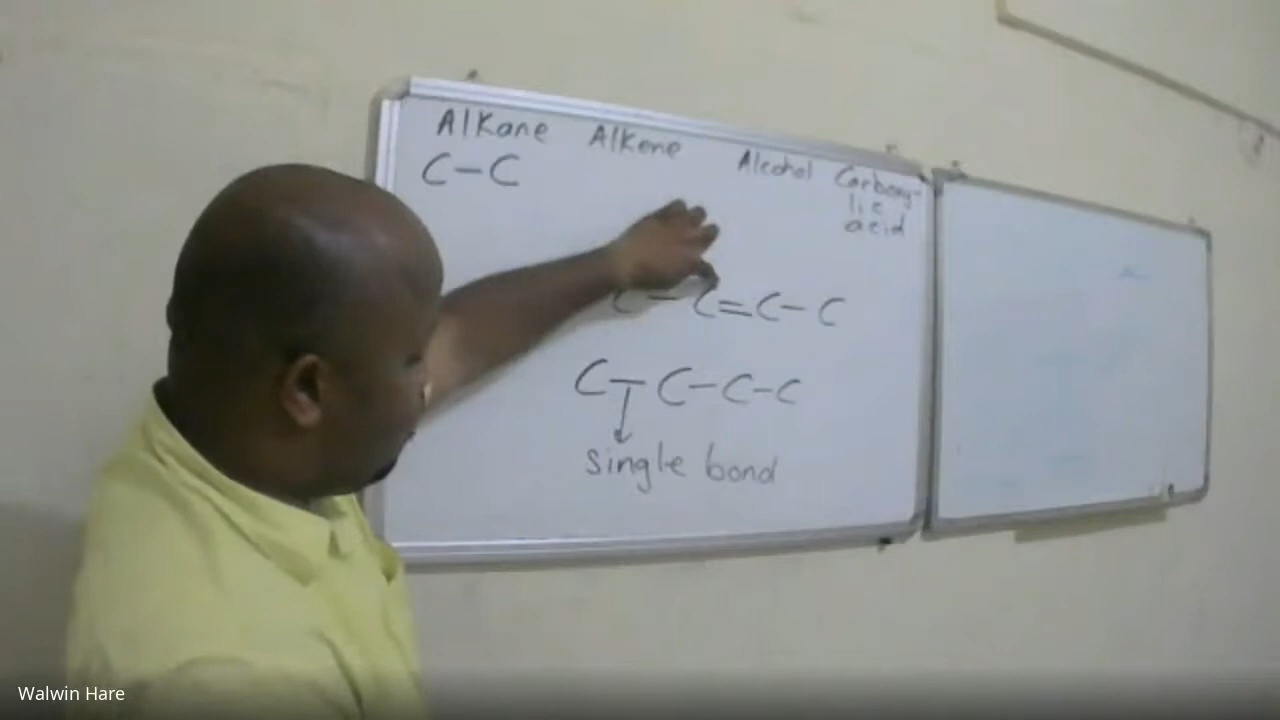 Alkane Alkene Alcohol Carboxy-
lic
acid
C-C
C-C=C-C
C-C-C-C
single bond
Walwin Hare